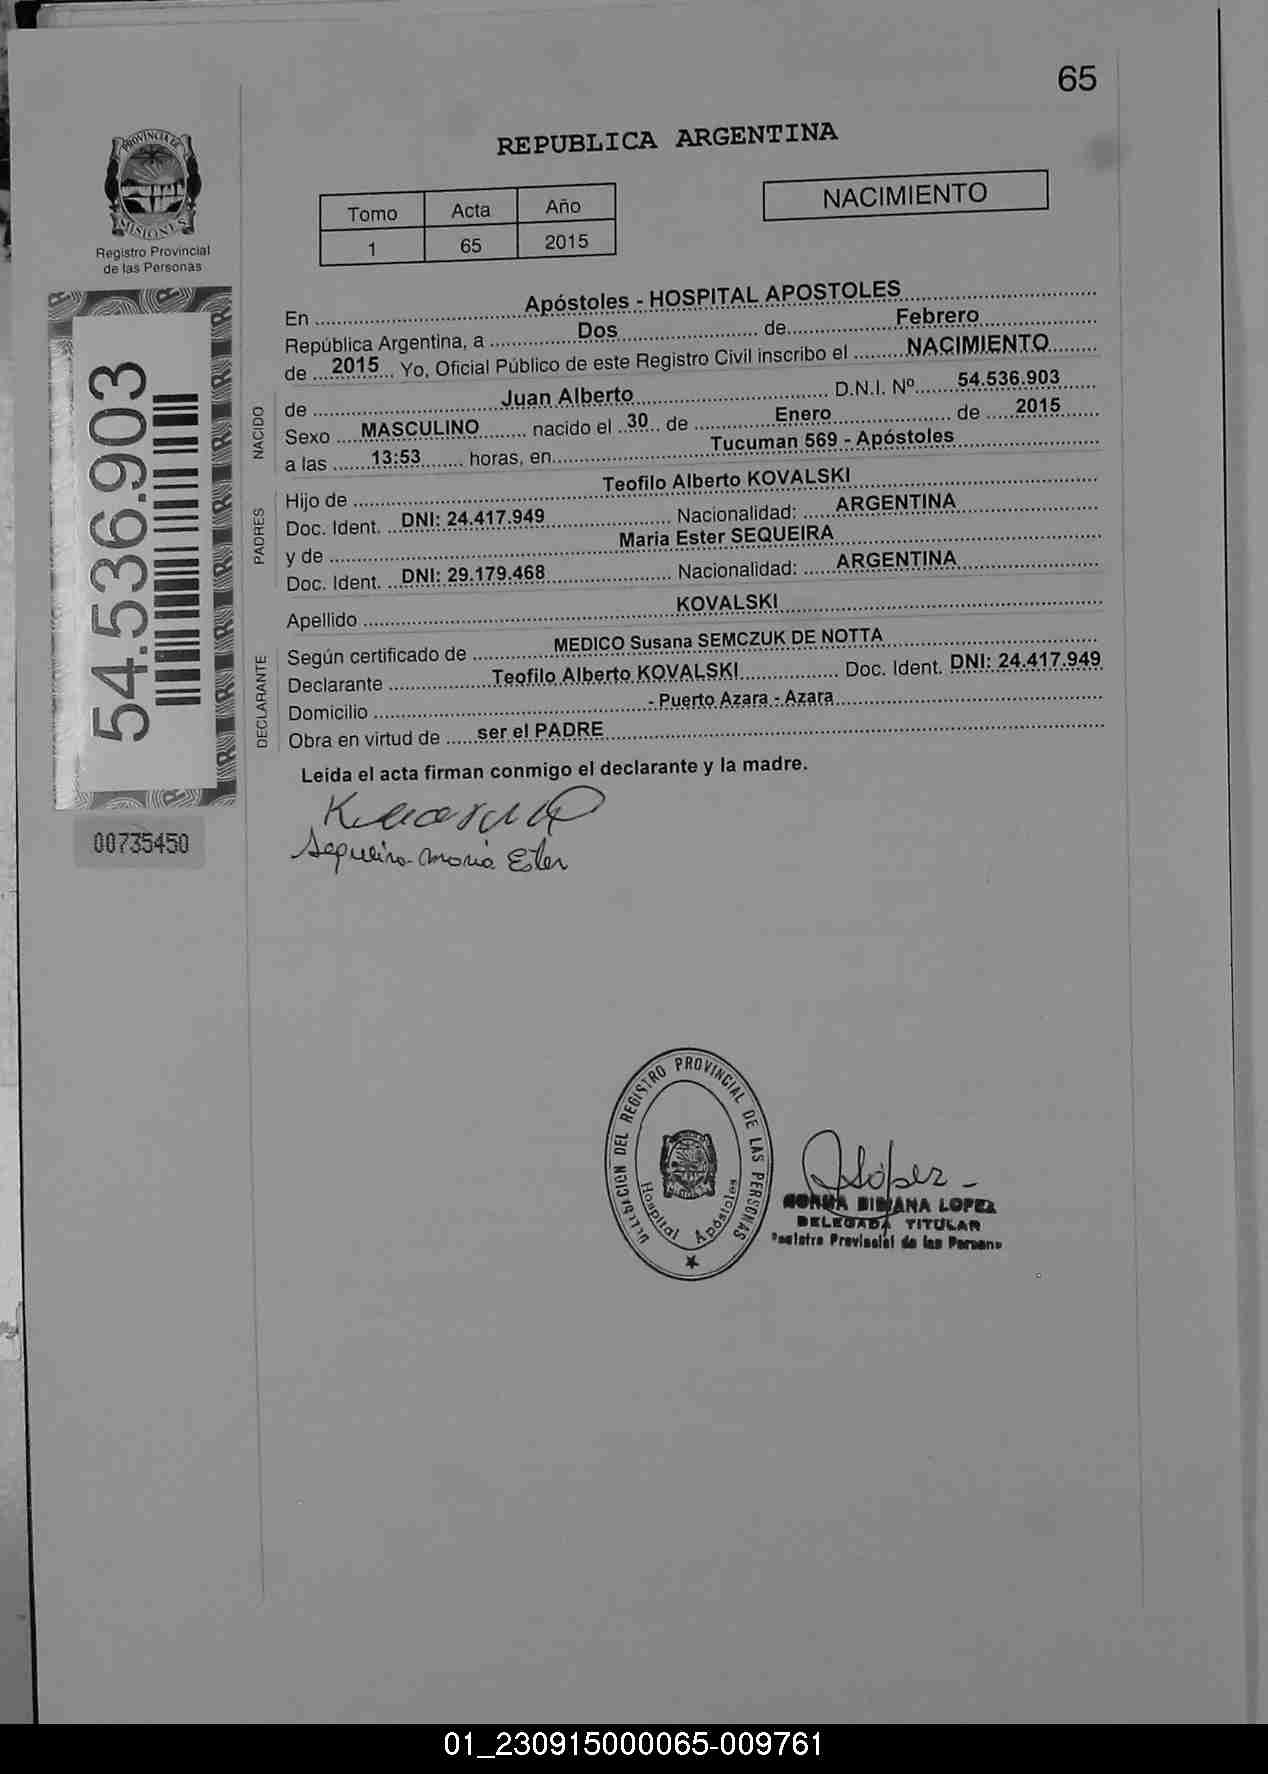 65
PROVINCIA DE
MISIONES
Registro Provincial
de las Personas
REPUBLICA ARGENTINA
Tomo Acta Año
1 65 2015
NACIMIENTO
54.536.903
00735450
En Apóstoles - HOSPITAL APOSTOLES
República Argentina, a Dos de Febrero
de 2015 Yo, Oficial Público de este Registro Civil inscribo el NACIMIENTO
NACIDO
de Juan Alberto D.N.I. Nº 54.536.903
Sexo MASCULINO nacido el 30 de Enero de 2015
a las 13:53 horas, en Tucuman 569 - Apóstoles
PADRES
Hijo de Teofilo Alberto KOVALSKI
Doc. Ident. DNI: 24.417.949 Nacionalidad: ARGENTINA
y de Maria Ester SEQUEIRA
Doc. Ident. DNI: 29.179.468 Nacionalidad: ARGENTINA
Apellido KOVALSKI
DECLARANTE
Según certificado de MEDICO Susana SEMCZUK DE NOTTA
Declarante Teofilo Alberto KOVALSKI Doc. Ident. DNI: 24.417.949
Domicilio - Puerto Azara - Azara
Obra en virtud de ser el PADRE
Leida el acta firman conmigo el declarante y la madre.
Sequeira Maria Ester
DELEGACION DEL REGISTRO PROVINCIAL DE LAS PERSONAS
Hospital Apóstoles
López
NORMA BIBIANA LOPEZ
DELEGADA TITULAR
Registro Provincial de las Personas
01_230915000065-009761